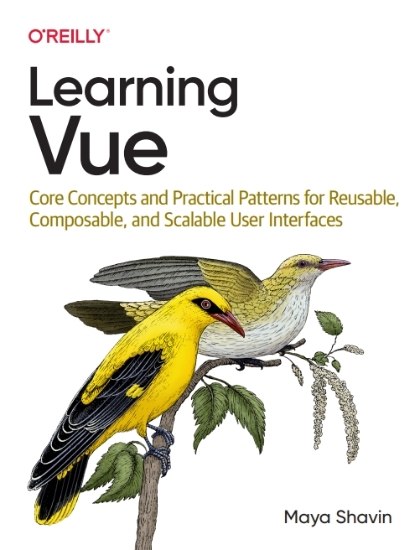 O'REILLY®
Learning
Vue
Core Concepts and Practical Patterns for Reusable,
Composable, and Scalable User Interfaces
Maya Shavin